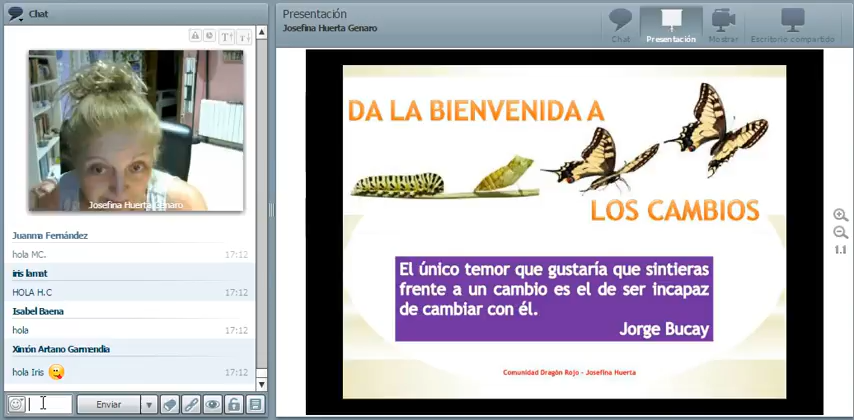 Chat
Josefina Huerta Genaro
Juanma Fernández
hola MC.
17:12
iris lamat
HOLA H.C
17:12
Isabel Baena
hola
17:12
Ximón Artano Garmendia
hola Iris
17:12
Enviar
Presentación
Josefina Huerta Genaro
Chat
Presentación
Mostrar
Escritorio compartido
DA LA BIENVENIDA A
LOS CAMBIOS
El único temor que gustaría que sintieras
frente a un cambio es el de ser incapaz
de cambiar con él.
Jorge Bucay
Comunidad Dragón Rojo - Josefina Huerta
1.1